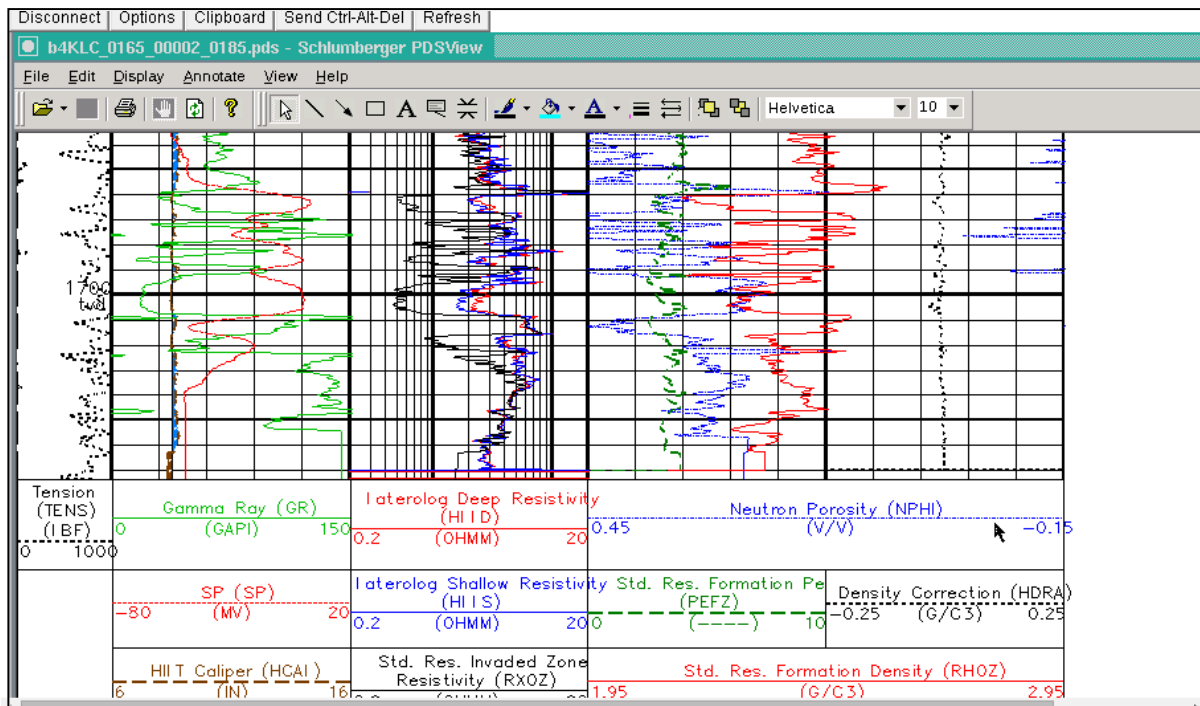 Disconnect Options Clipboard Send Ctrl-Alt-Del Refresh
b4KLC_0165_00002_0185.pds - Schlumberger PDSView
File Edit Display Annotate View Help
Helvetica 10
1700
Tension
(TENS)
(LBF)
0 1000
Gamma Ray (GR)
0 (GAPI) 150
Laterolog Deep Resistivity
(HLLD)
0.2 (OHMM) 20
Neutron Porosity (NPHI)
0.45 (V/V) -0.15
SP (SP)
-80 (MV) 20
Laterolog Shallow Resistivity
(HLLS)
0.2 (OHMM) 20
Std. Res. Formation Pe
(PEFZ)
0 (----) 10
Density Correction (HDRA)
-0.25 (G/C3) 0.25
HILT Caliper (HCAL)
6 (IN) 16
Std. Res. Invaded Zone
Resistivity (RXOZ)
Std. Res. Formation Density (RHOZ)
1.95 (G/C3) 2.95